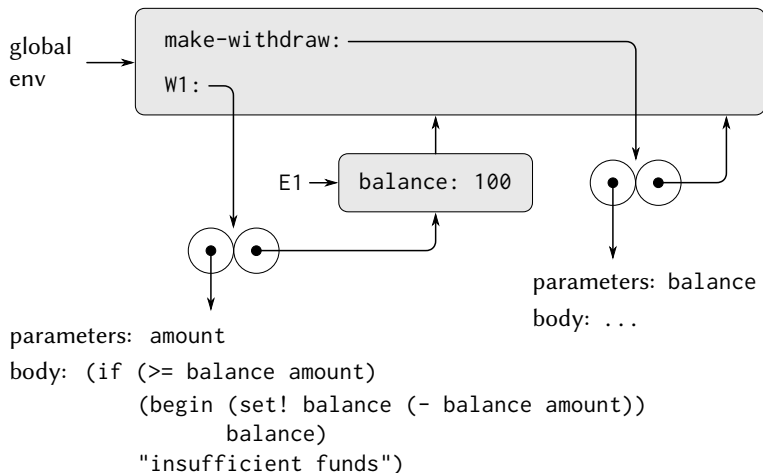 global
env
make-withdraw:
W1:
E1
balance: 100
parameters: balance
body: ...
parameters: amount
body: (if (>= balance amount)
(begin (set! balance (- balance amount))
balance)
"insufficient funds")